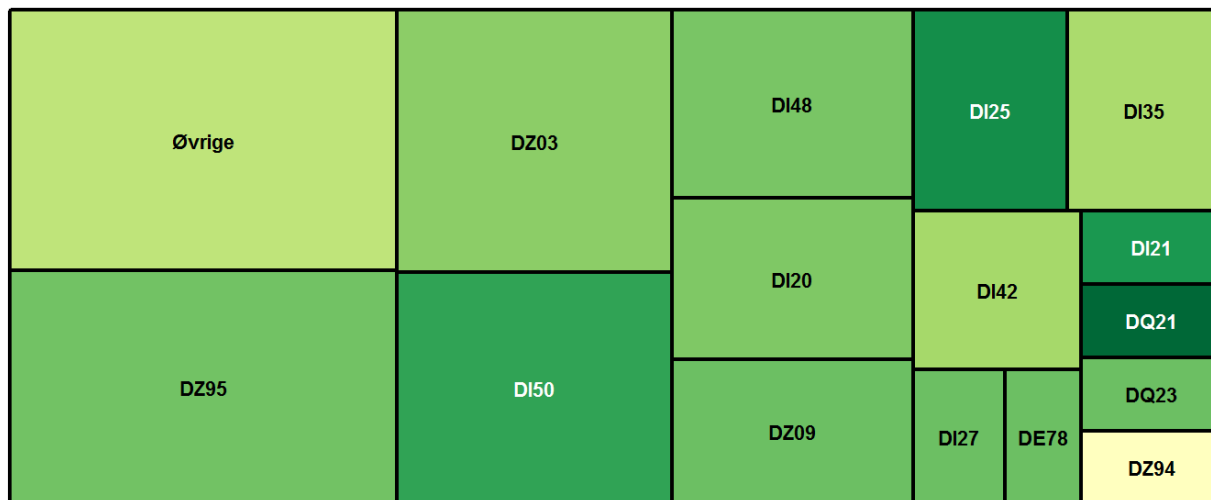 Øvrige
DZ03
DI48
DI25
DI35
DI20
DI42
DI21
DQ21
DZ95
DI50
DZ09
DI27
DE78
DQ23
DZ94